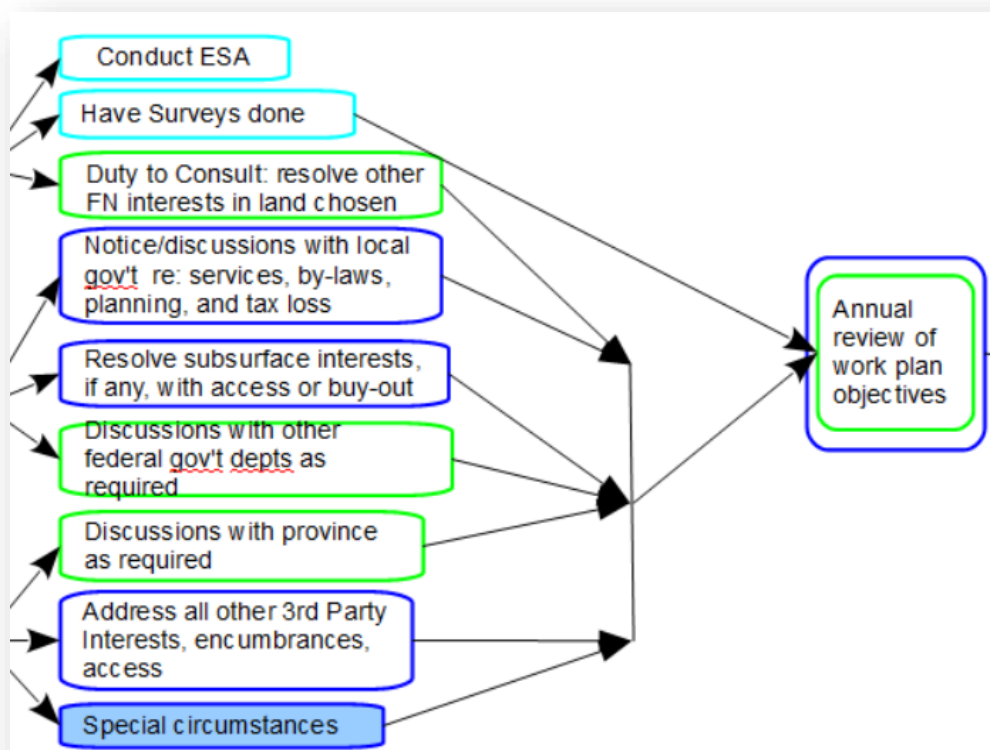 Conduct ESA
Have Surveys done
Duty to Consult: resolve other
FN interests in land chosen
Notice/discussions with local
gov't re: services, by-laws,
planning, and tax loss
Resolve subsurface interests,
if any, with access or buy-out
Discussions with other
federal gov't depts as
required
Discussions with province
as required
Address all other 3rd Party
Interests, encumbrances,
access
Special circumstances
Annual
review of
work plan
objectives